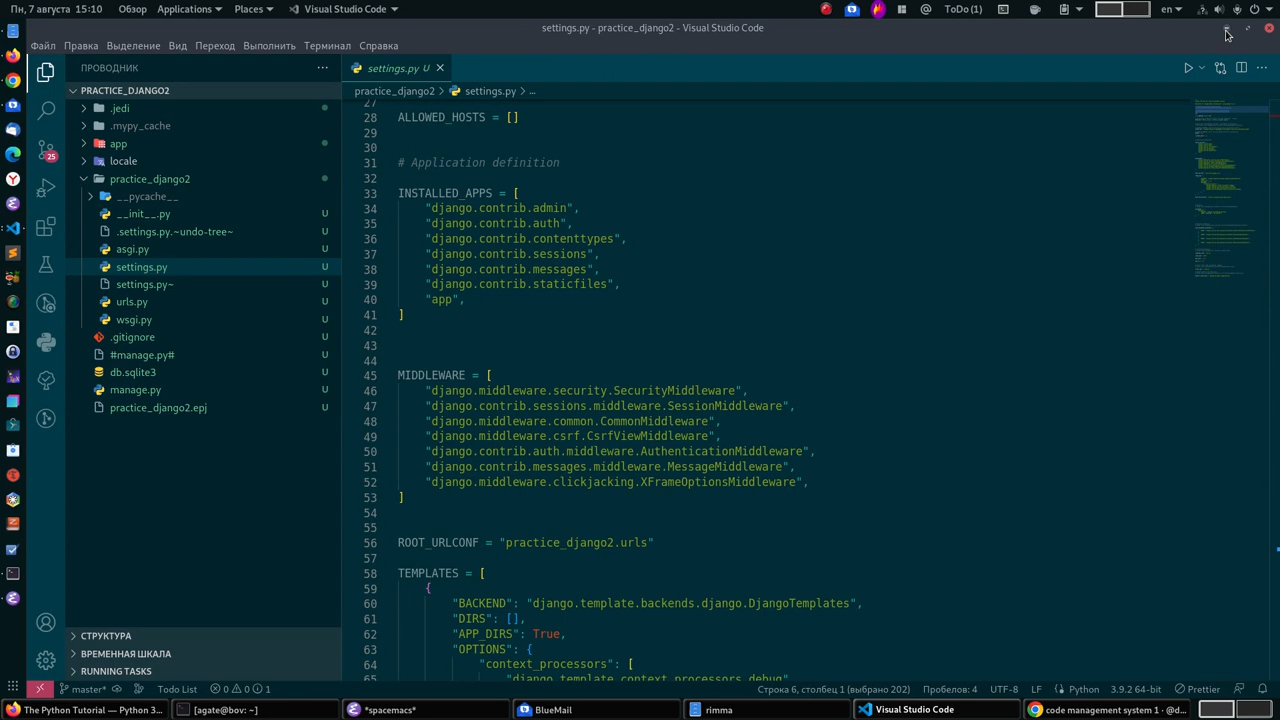 Пн, 7 августа 15:10 Обзор Applications Places Visual Studio Code ToDo (1) en
settings.py - practice_django2 - Visual Studio Code
Файл Правка Выделение Вид Переход Выполнить Терминал Справка
ПРОВОДНИК
settings.py U
PRACTICE_DJANGO2
practice_django2 > settings.py > ...
.jedi
.mypy_cache
app
locale
practice_django2
__pycache__
__init__.py U
.settings.py.~undo-tree~ U
asgi.py U
settings.py U
settings.py~ U
urls.py U
wsgi.py U
.gitignore U
#manage.py# U
db.sqlite3 U
manage.py U
practice_django2.epj U
25
СТРУКТУРА
ВРЕМЕННАЯ ШКАЛА
RUNNING TASKS
27
28 ALLOWED_HOSTS = []
29
30
31 # Application definition
32
33 INSTALLED_APPS = [
34 "django.contrib.admin",
35 "django.contrib.auth",
36 "django.contrib.contenttypes",
37 "django.contrib.sessions",
38 "django.contrib.messages",
39 "django.contrib.staticfiles",
40 "app",
41 ]
42
43
44
45 MIDDLEWARE = [
46 "django.middleware.security.SecurityMiddleware",
47 "django.contrib.sessions.middleware.SessionMiddleware",
48 "django.middleware.common.CommonMiddleware",
49 "django.middleware.csrf.CsrfViewMiddleware",
50 "django.contrib.auth.middleware.AuthenticationMiddleware",
51 "django.contrib.messages.middleware.MessageMiddleware",
52 "django.middleware.clickjacking.XFrameOptionsMiddleware",
53 ]
54
55
56 ROOT_URLCONF = "practice_django2.urls"
57
58 TEMPLATES = [
59 {
60 "BACKEND": "django.template.backends.django.DjangoTemplates",
61 "DIRS": [],
62 "APP_DIRS": True,
63 "OPTIONS": {
64 "context_processors": [
65 "django.template.context_processors.debug"
master* Todo List 0 0 1 Строка 6, столбец 1 (выбрано 202) Пробелов: 4 UTF-8 LF Python 3.9.2 64-bit Prettier
The Python Tutorial — Python 3... [agate@bov: ~] *spacemacs* BlueMail rimma Visual Studio Code code management system 1 · @d...